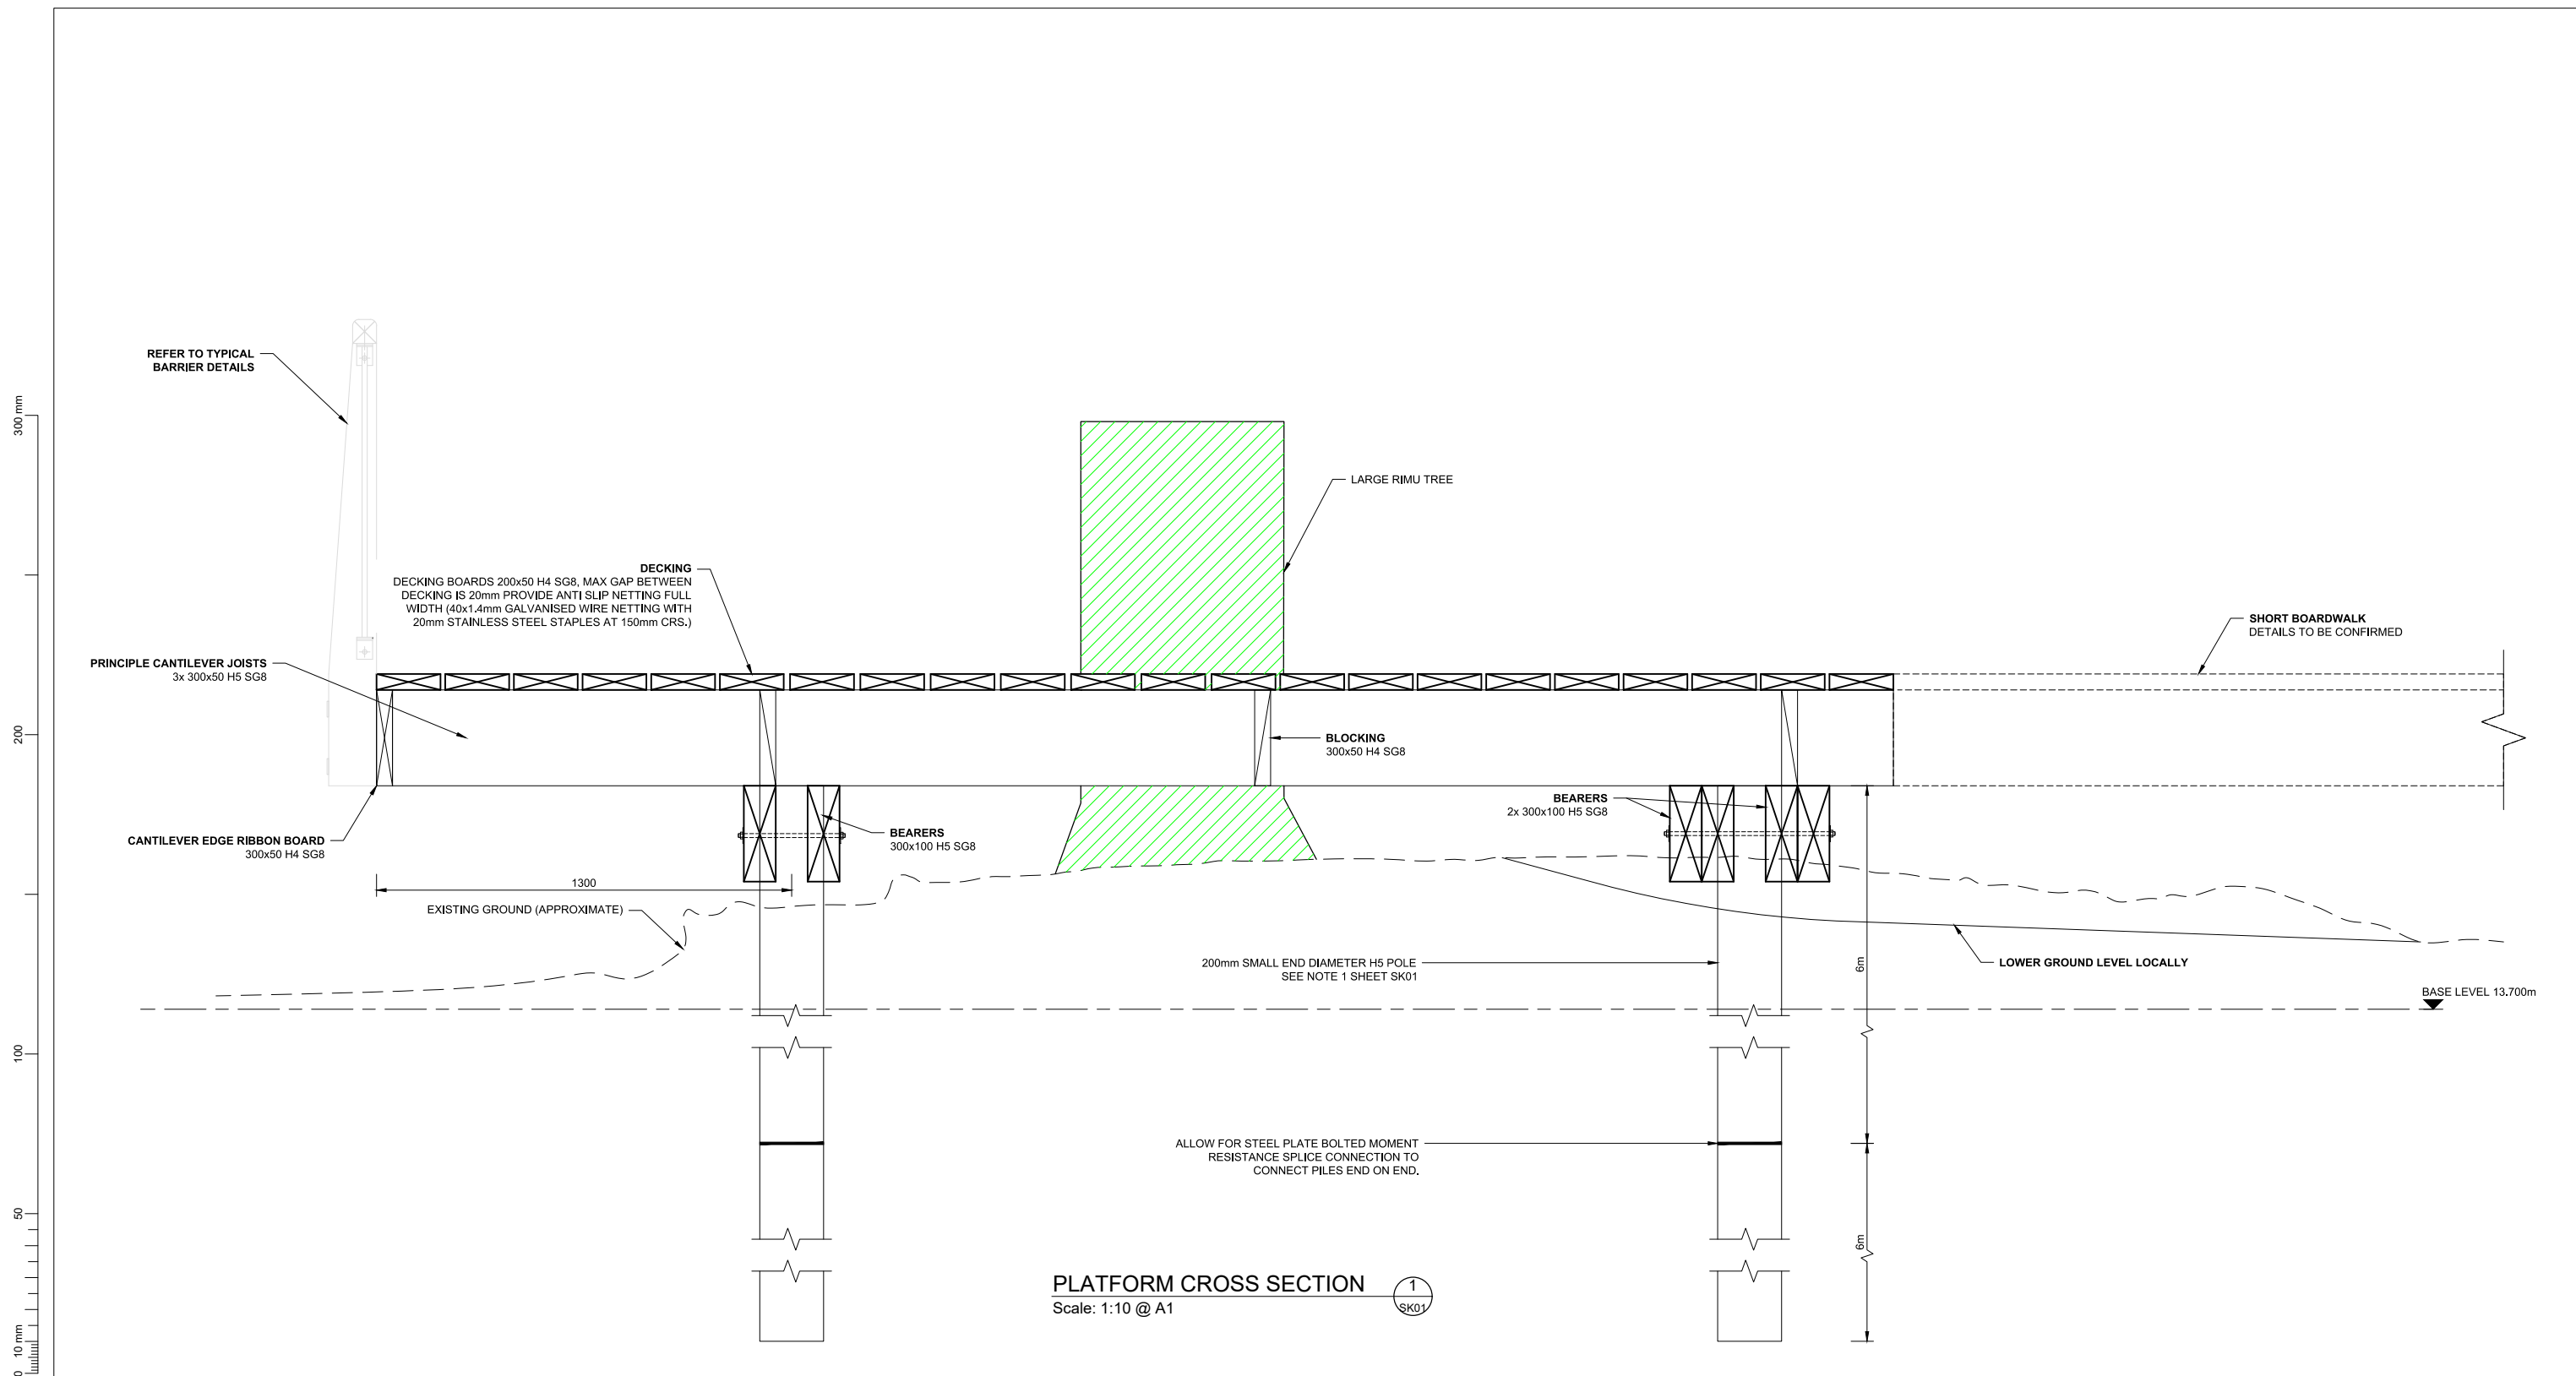 REFER TO TYPICAL
BARRIER DETAILS
300 mm
LARGE RIMU TREE
DECKING
DECKING BOARDS 200x50 H4 SG8, MAX GAP BETWEEN
DECKING IS 20mm PROVIDE ANTI SLIP NETTING FULL
WIDTH (40x1.4mm GALVANISED WIRE NETTING WITH
20mm STAINLESS STEEL STAPLES AT 150mm CRS.)
SHORT BOARDWALK
DETAILS TO BE CONFIRMED
PRINCIPLE CANTILEVER JOISTS
3x 300x50 H5 SG8
200
BLOCKING
300x50 H4 SG8
BEARERS
2x 300x100 H5 SG8
CANTILEVER EDGE RIBBON BOARD
300x50 H4 SG8
BEARERS
300x100 H5 SG8
1300
EXISTING GROUND (APPROXIMATE)
200mm SMALL END DIAMETER H5 POLE
SEE NOTE 1 SHEET SK01
6m
LOWER GROUND LEVEL LOCALLY
BASE LEVEL 13.700m
100
ALLOW FOR STEEL PLATE BOLTED MOMENT
RESISTANCE SPLICE CONNECTION TO
CONNECT PILES END ON END.
50
6m
PLATFORM CROSS SECTION
Scale: 1:10 @ A1
1
SK01
10 mm
0